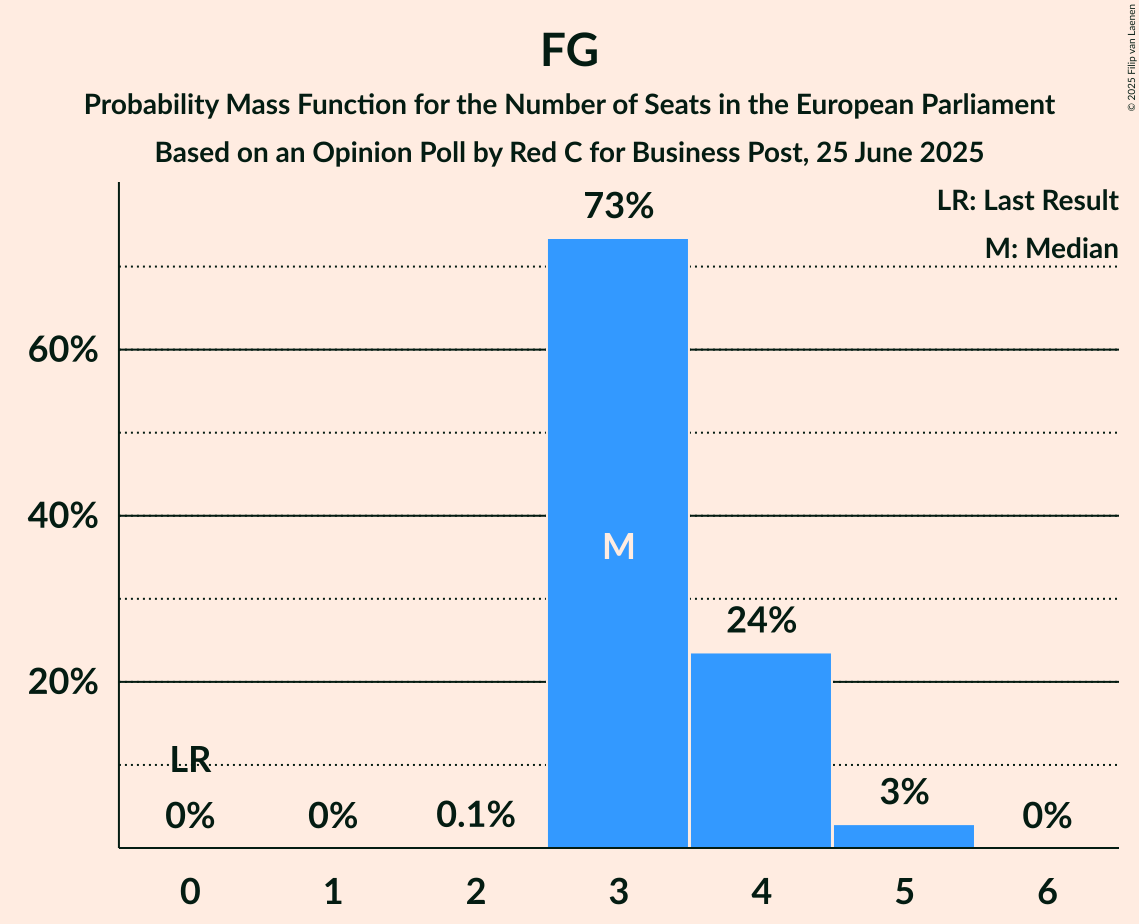 FG
Probability Mass Function for the Number of Seats in the European Parliament
Based on an Opinion Poll by Red C for Business Post, 25 June 2025
© 2025 Filip van Laenen
LR: Last Result
M: Median
73%
60%
40%
M
24%
20%
LR
3%
0%
0%
0.1%
0%
0
1
2
3
4
5
6